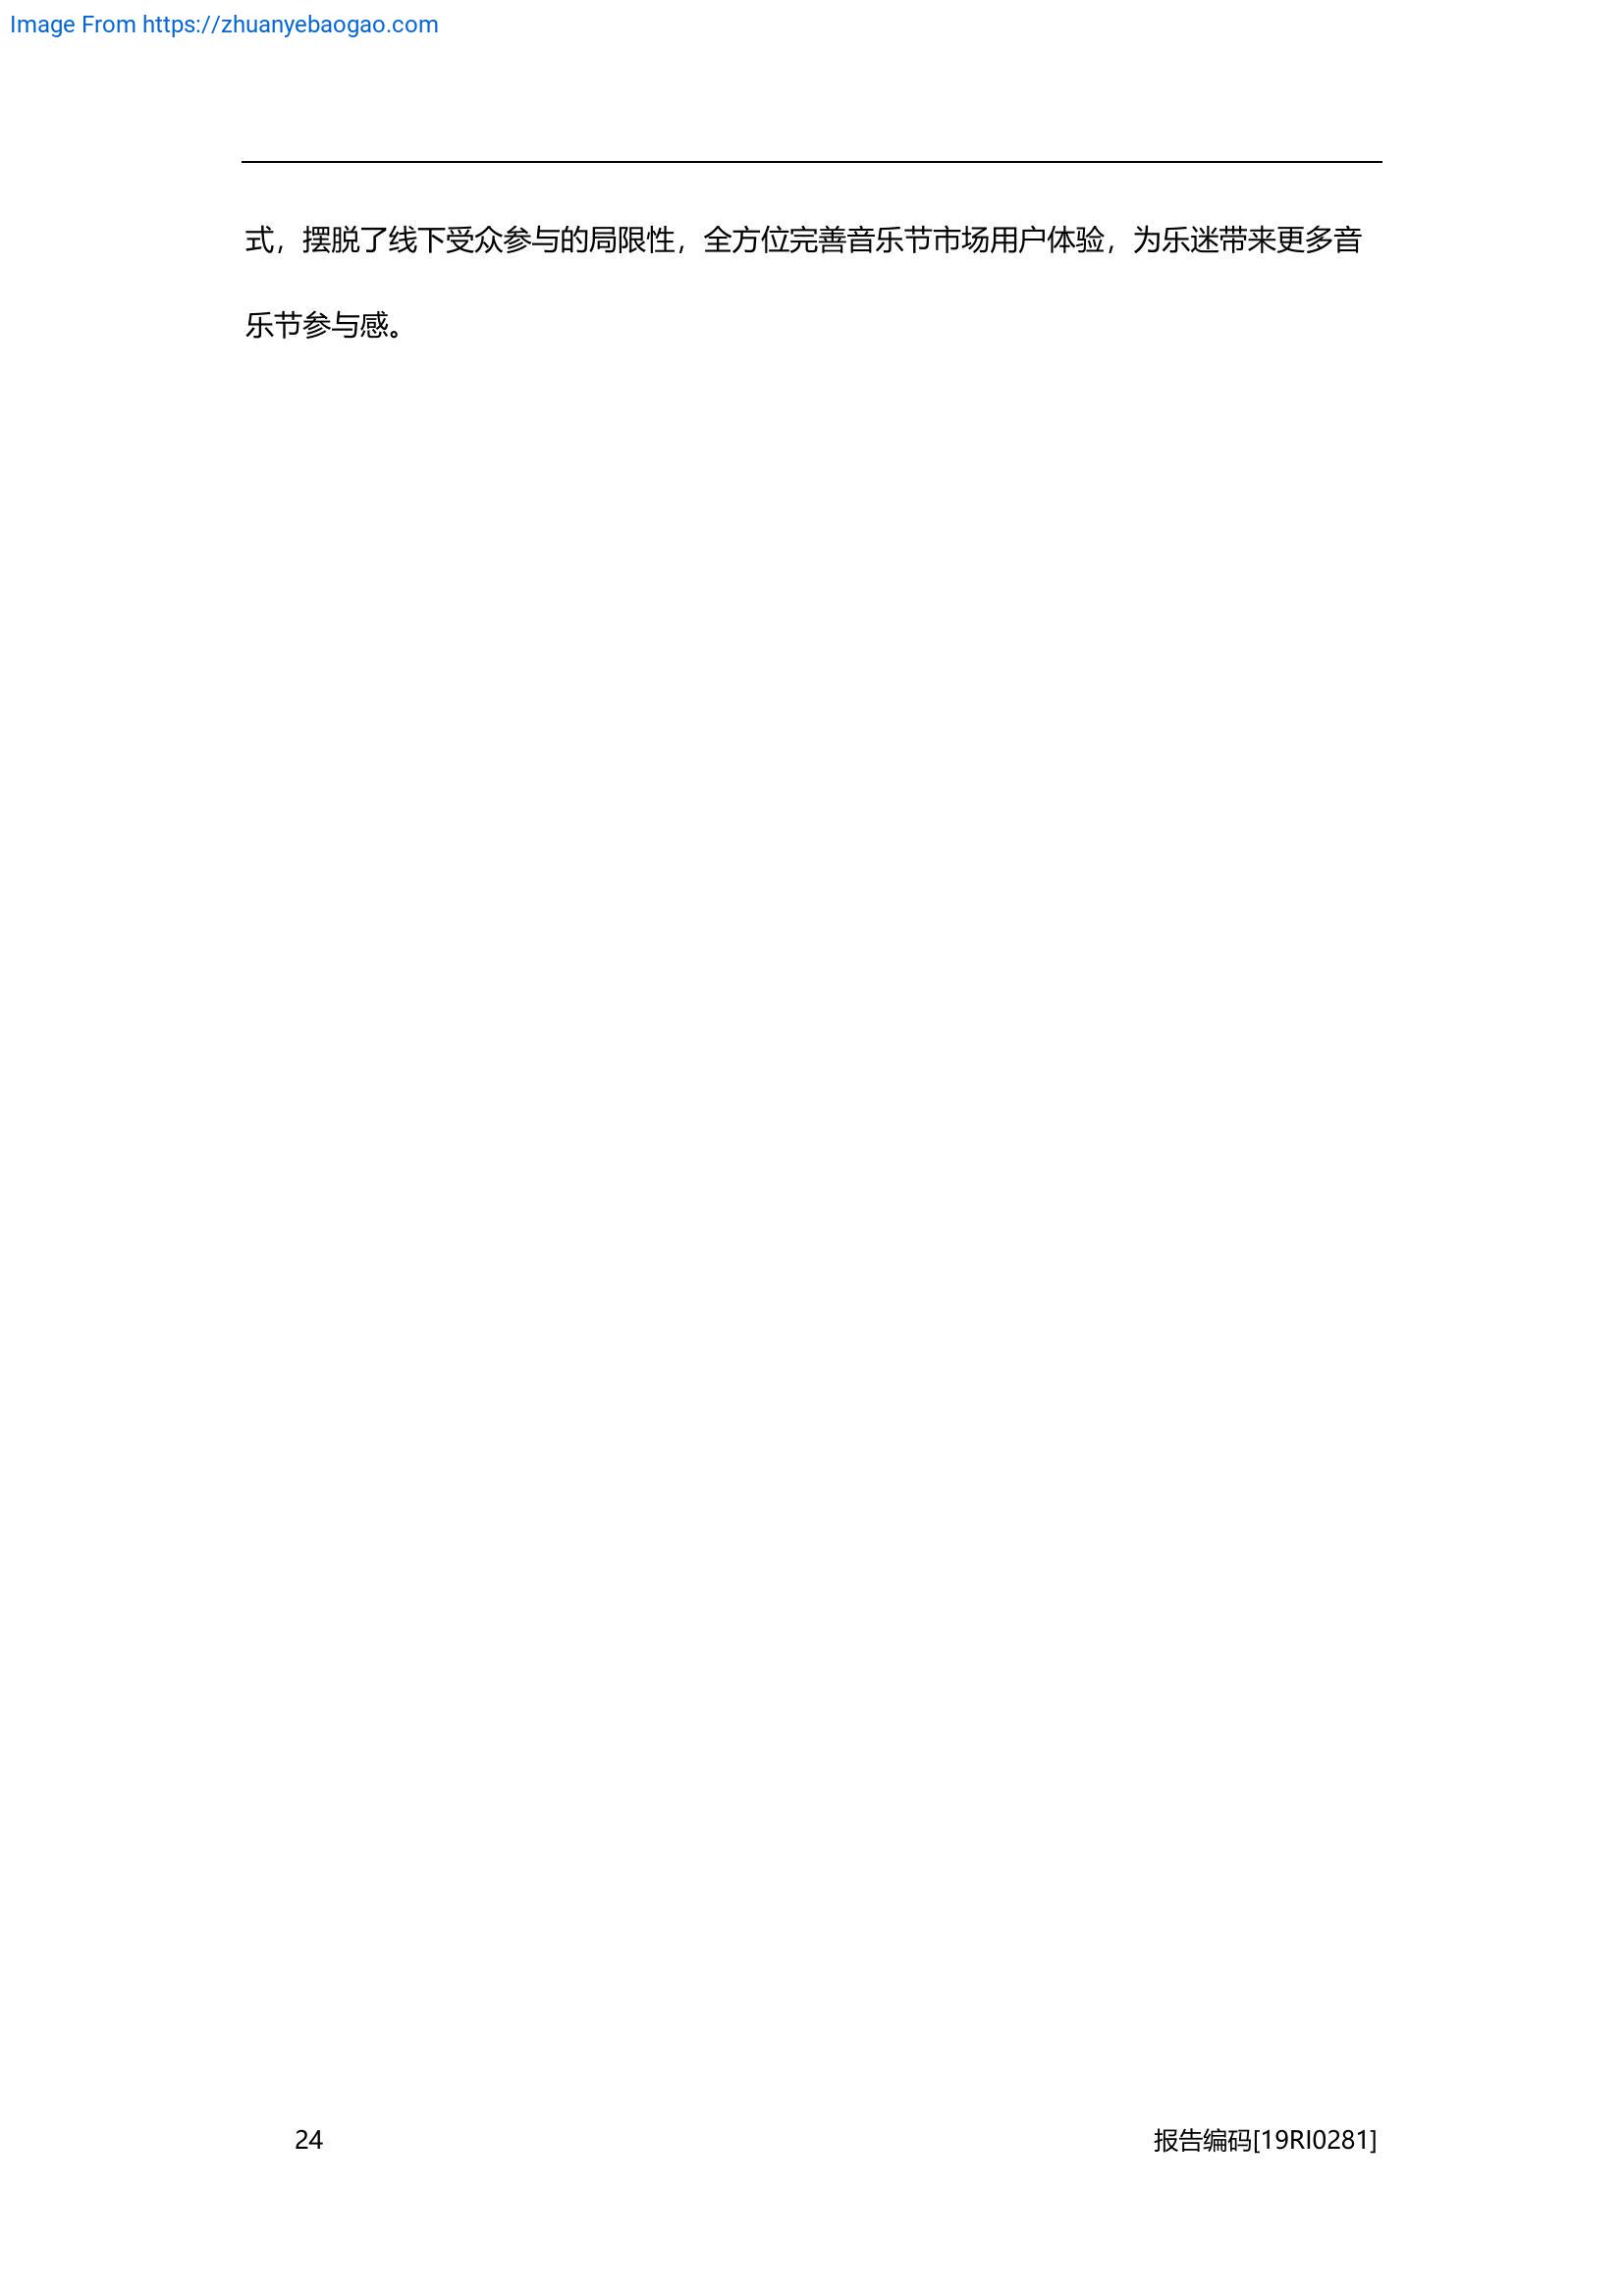 Image From https://zhuanyebaogao.com
式，摆脱了线下受众参与的局限性，全方位完善音乐节市场用户体验，为乐迷带来更多音
乐节参与感。
24 报告编码[19RI0281]